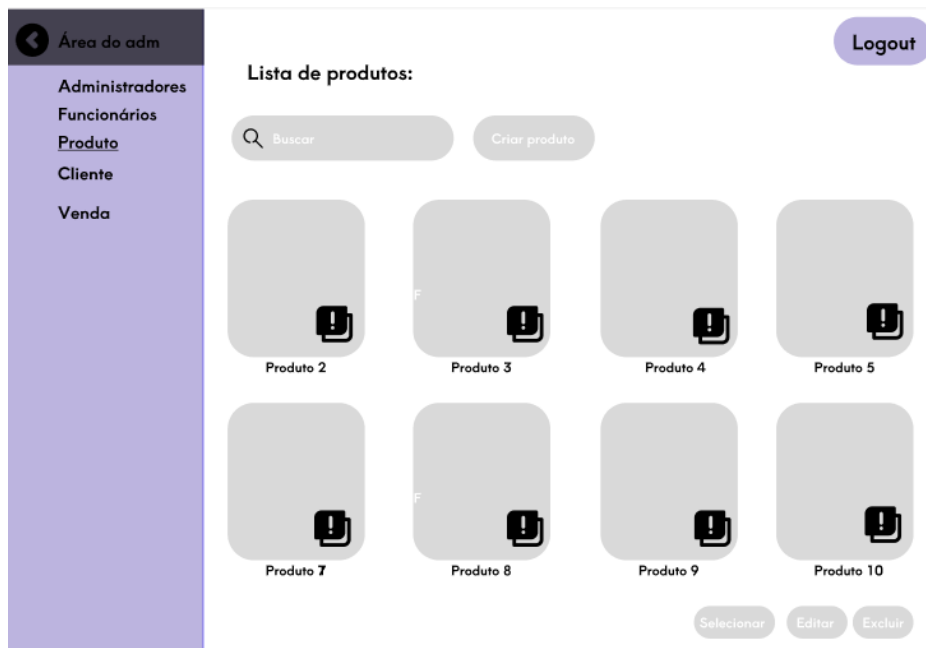 Área do adm
Logout
Administradores
Funcionários
Produto
Cliente
Venda
Lista de produtos:
Buscar
Criar produto
F
Produto 2
Produto 3
Produto 4
Produto 5
F
Produto 7
Produto 8
Produto 9
Produto 10
Selecionar
Editar
Excluir